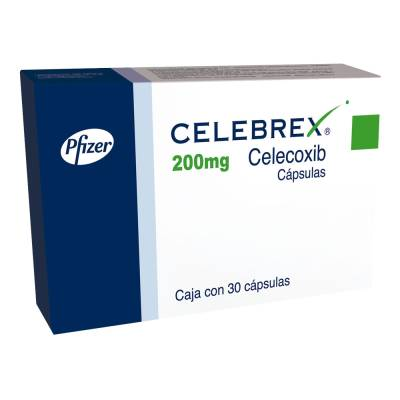 Pfizer
CELEBREX®
200mg Celecoxib
Cápsulas
Caja con 30 cápsulas